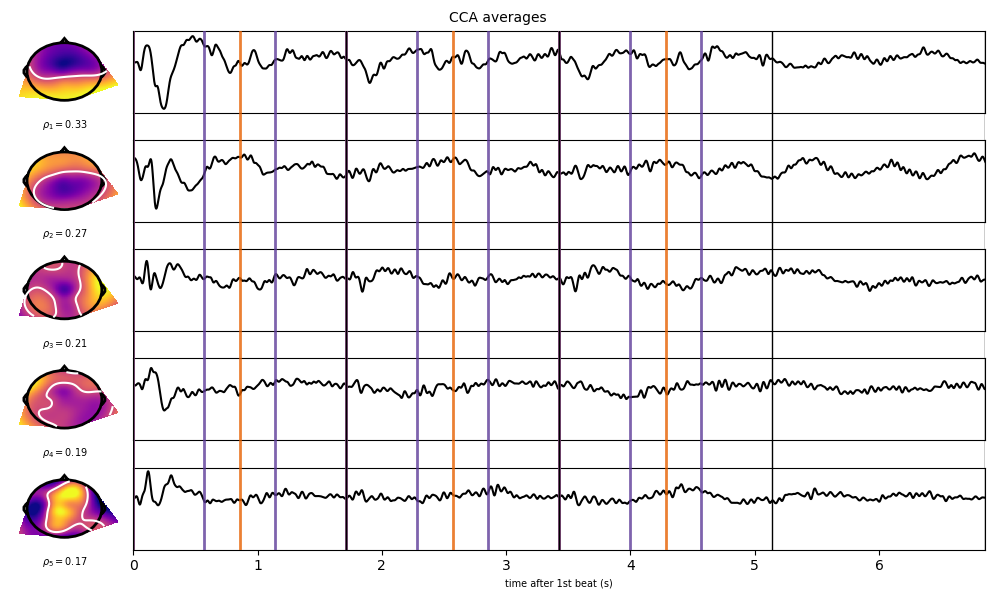 CCA averages
ρ₁ = 0.33
ρ₂ = 0.27
ρ₃ = 0.21
ρ₄ = 0.19
ρ₅ = 0.17
0 1 2 3 4 5 6
time after 1st beat (s)